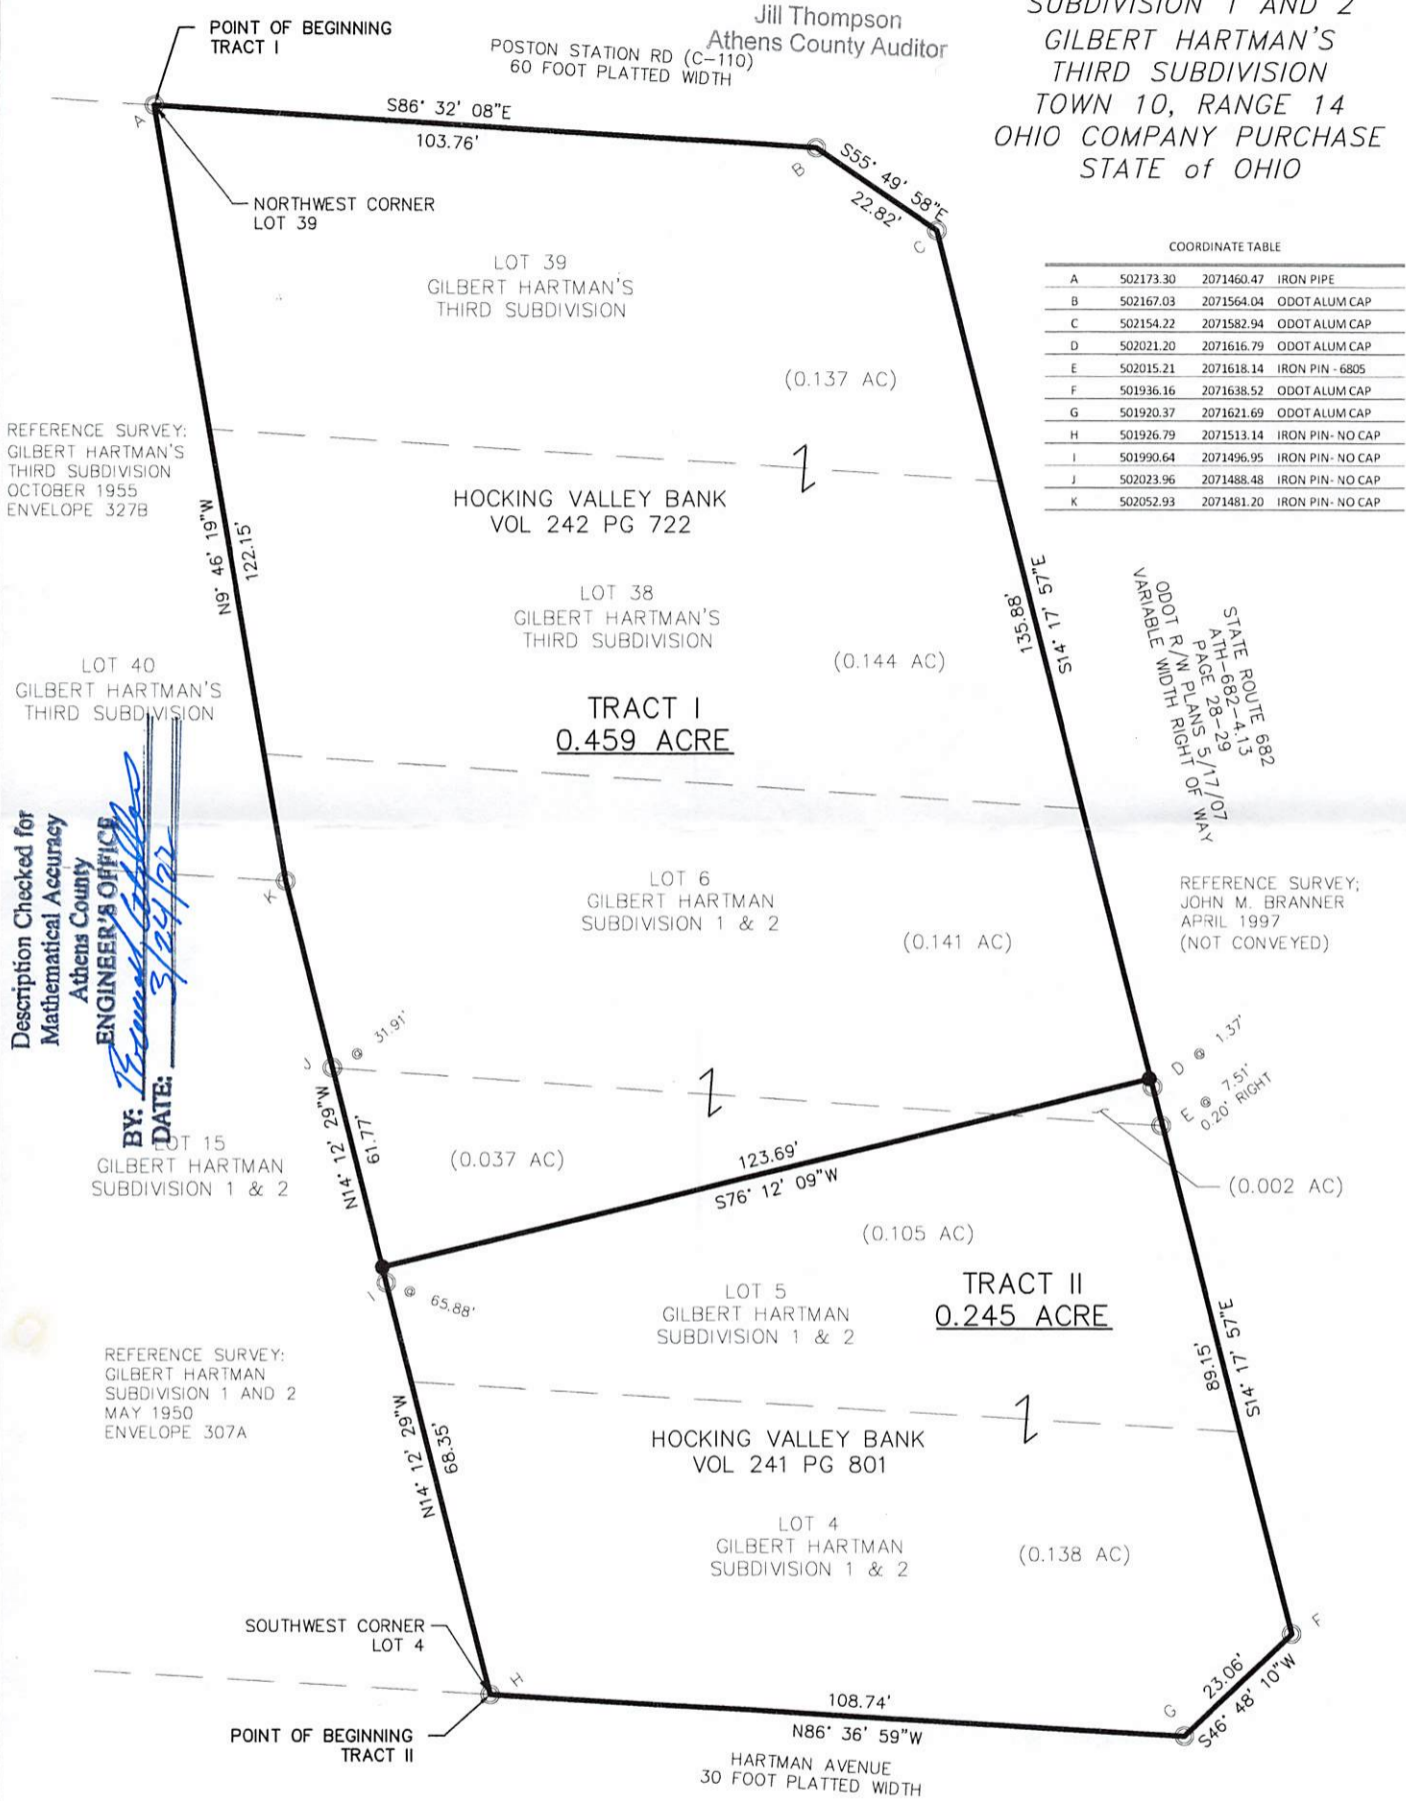 SUBDIVISION 1 AND 2
GILBERT HARTMAN'S
THIRD SUBDIVISION
TOWN 10, RANGE 14
OHIO COMPANY PURCHASE
STATE of OHIO
Jill Thompson
Athens County Auditor
POINT OF BEGINNING
TRACT I
POSTON STATION RD (C-110)
60 FOOT PLATTED WIDTH
A
S86° 32' 08"E
103.76'
B
S55° 49' 58"E
22.82'
C
NORTHWEST CORNER
LOT 39
LOT 39
GILBERT HARTMAN'S
THIRD SUBDIVISION
(0.137 AC)
COORDINATE TABLE
A 502173.30 2071460.47 IRON PIPE
B 502167.03 2071564.04 ODOT ALUM CAP
C 502154.22 2071582.94 ODOT ALUM CAP
D 502021.20 2071616.79 ODOT ALUM CAP
E 502015.21 2071618.14 IRON PIN - 6805
F 501936.16 2071638.52 ODOT ALUM CAP
G 501920.37 2071621.69 ODOT ALUM CAP
H 501926.79 2071513.14 IRON PIN- NO CAP
I 501990.64 2071496.95 IRON PIN- NO CAP
J 502023.96 2071488.48 IRON PIN- NO CAP
K 502052.93 2071481.20 IRON PIN- NO CAP
REFERENCE SURVEY:
GILBERT HARTMAN'S
THIRD SUBDIVISION
OCTOBER 1955
ENVELOPE 327B
N9° 46' 19"W
122.15'
HOCKING VALLEY BANK
VOL 242 PG 722
LOT 38
GILBERT HARTMAN'S
THIRD SUBDIVISION
(0.144 AC)
S14° 17' 57"E
135.88'
STATE ROUTE 682
ATH-682-4.13
PAGE 28-29
ODOT R/W PLANS 5/17/07
VARIABLE WIDTH RIGHT OF WAY
LOT 40
GILBERT HARTMAN'S
THIRD SUBDIVISION
TRACT I
0.459 ACRE
Description Checked for
Mathematical Accuracy
Athens County
ENGINEER'S OFFICE
BY:
DATE: 3/24/22
K
LOT 6
GILBERT HARTMAN
SUBDIVISION 1 & 2
(0.141 AC)
REFERENCE SURVEY;
JOHN M. BRANNER
APRIL 1997
(NOT CONVEYED)
J @ 31.91'
D @ 1.37'
E @ 7.51'
0.20' RIGHT
LOT 15
GILBERT HARTMAN
SUBDIVISION 1 & 2
N14° 12' 29"W
61.77'
(0.037 AC)
123.69'
S76° 12' 09"W
(0.002 AC)
(0.105 AC)
I @ 65.88'
LOT 5
GILBERT HARTMAN
SUBDIVISION 1 & 2
TRACT II
0.245 ACRE
S14° 17' 57"E
89.15'
REFERENCE SURVEY:
GILBERT HARTMAN
SUBDIVISION 1 AND 2
MAY 1950
ENVELOPE 307A
N14° 12' 29"W
68.35'
HOCKING VALLEY BANK
VOL 241 PG 801
LOT 4
GILBERT HARTMAN
SUBDIVISION 1 & 2
(0.138 AC)
SOUTHWEST CORNER
LOT 4
F
H
23.06'
S46° 48' 10"W
G
108.74'
N86° 36' 59"W
POINT OF BEGINNING
TRACT II
HARTMAN AVENUE
30 FOOT PLATTED WIDTH